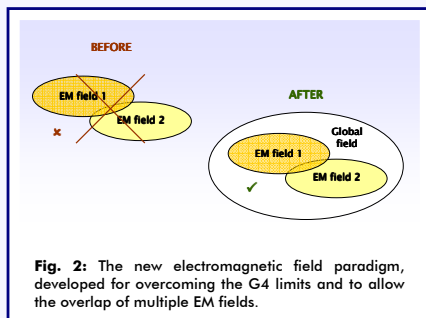 BEFORE
EM field 1
EM field 2
×
AFTER
Global
field
EM field 1
EM field 2
✓
Fig. 2: The new electromagnetic field paradigm,
developed for overcoming the G4 limits and to allow
the overlap of multiple EM fields.